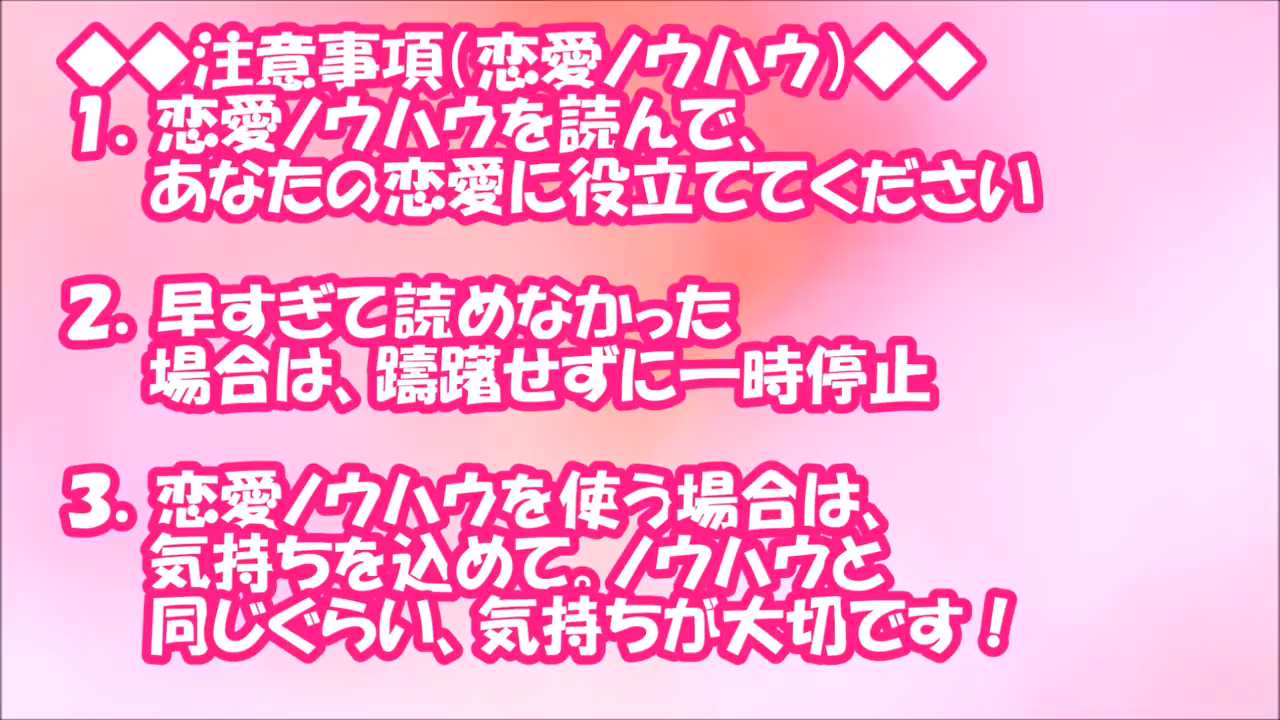 ◆◆注意事項(恋愛ノウハウ)◆◆
1. 恋愛ノウハウを読んで、
あなたの恋愛に役立ててください
2. 早すぎて読めなかった
場合は、躊躇せずに一時停止
3. 恋愛ノウハウを使う場合は、
気持ちを込めて。ノウハウと
同じぐらい、気持ちが大切です！